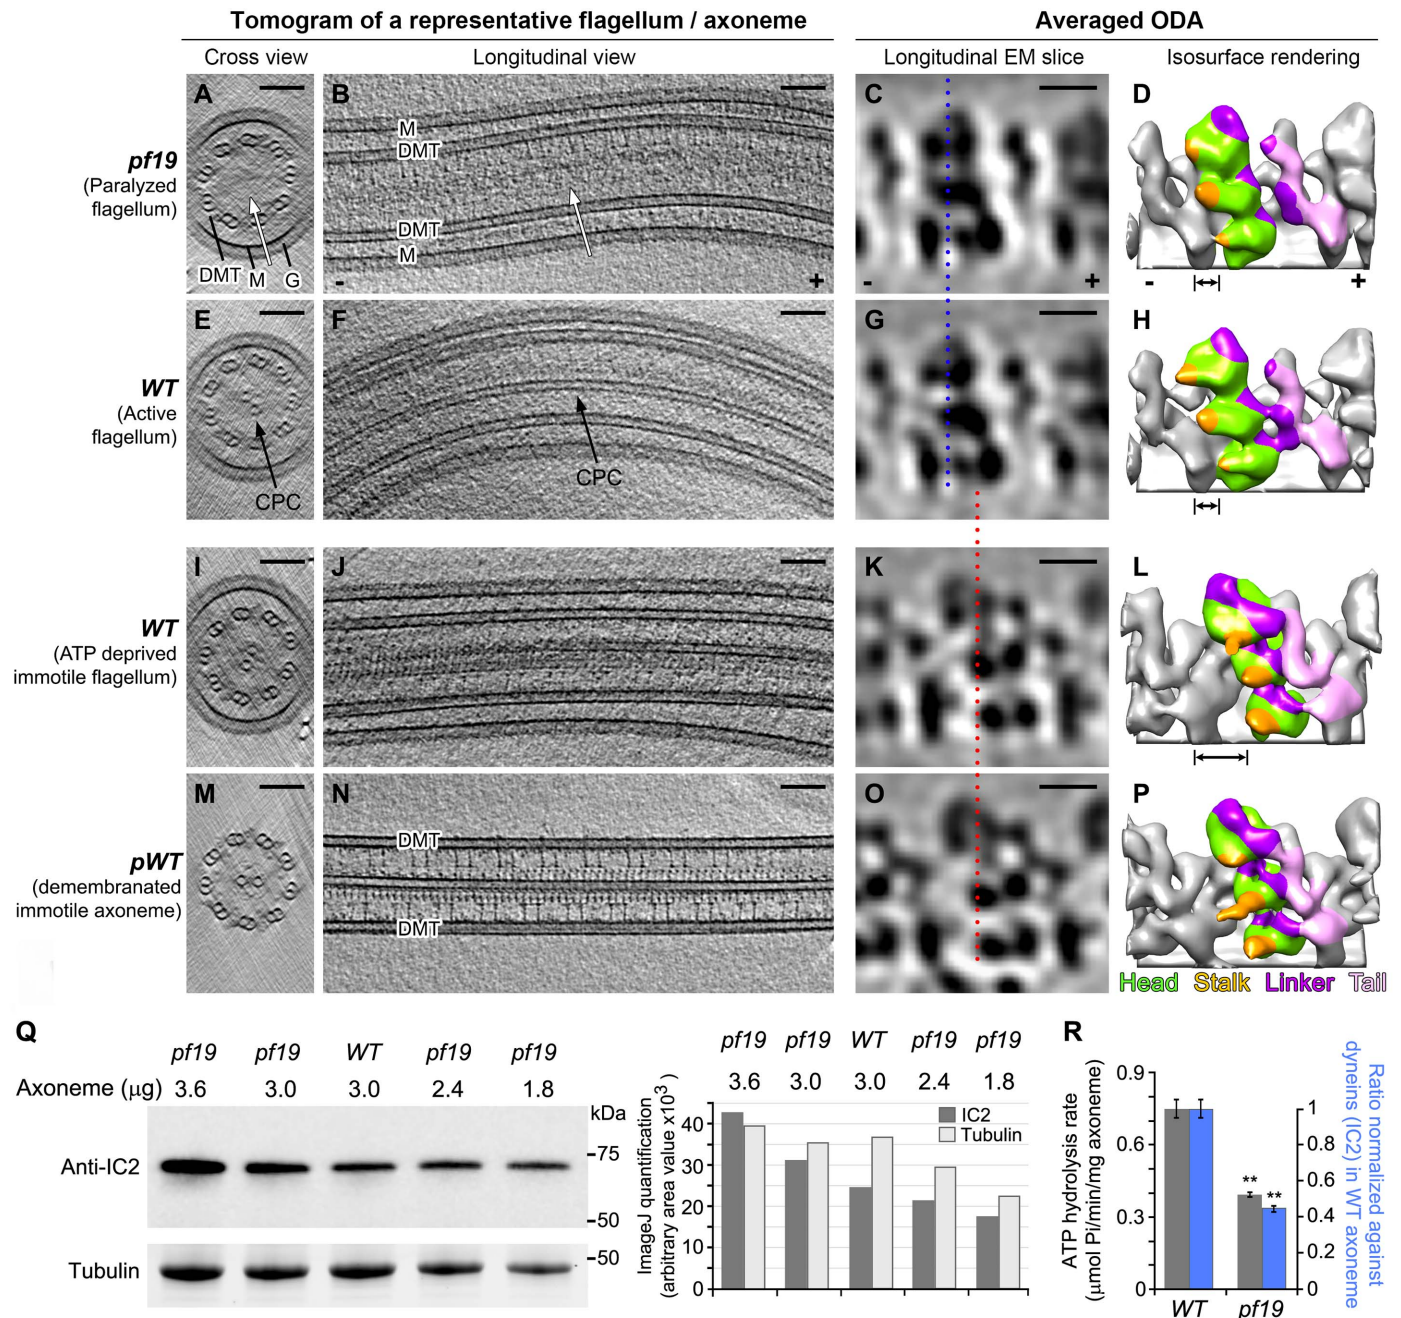 Tomogram of a representative flagellum / axoneme
Averaged ODA
Cross view
Longitudinal view
Longitudinal EM slice
Isosurface rendering
pf19
(Paralyzed
flagellum)
A
DMT
M
G
B
M
DMT
DMT
M
-
+
C
-
+
D
-
+
WT
(Active
flagellum)
E
CPC
F
CPC
G
H
WT
(ATP deprived
immotile flagellum)
I
J
K
L
pWT
(demembranated
immotile axoneme)
M
N
DMT
DMT
O
P
Head Stalk Linker Tail
Q
pf19 pf19 WT pf19 pf19
Axoneme (μg) 3.6 3.0 3.0 2.4 1.8
kDa
Anti-IC2
-75
-50
-50
Tubulin
pf19 pf19 WT pf19 pf19
3.6 3.0 3.0 2.4 1.8
ImageJ quantification
(arbitrary area value x10³)
40
30
20
10
0
IC2
Tubulin
R
ATP hydrolysis rate
(μmol Pi/min/mg axoneme)
0.9
0.6
0.3
0
** **
WT pf19
1
0.8
0.6
0.4
0.2
0
Ratio normalized against
dyneins (IC2) in WT axoneme